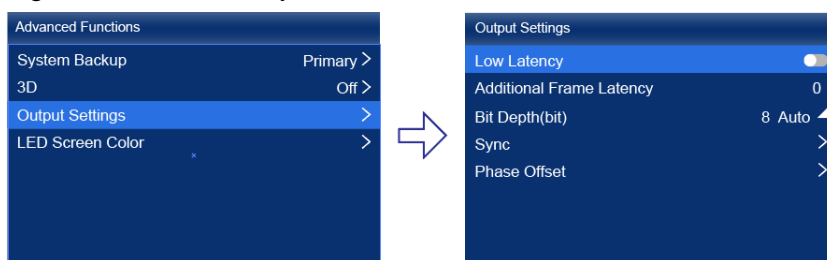 Advanced Functions
System Backup Primary >
3D Off >
Output Settings >
LED Screen Color >
Output Settings
Low Latency
Additional Frame Latency 0
Bit Depth(bit) 8 Auto
Sync >
Phase Offset >